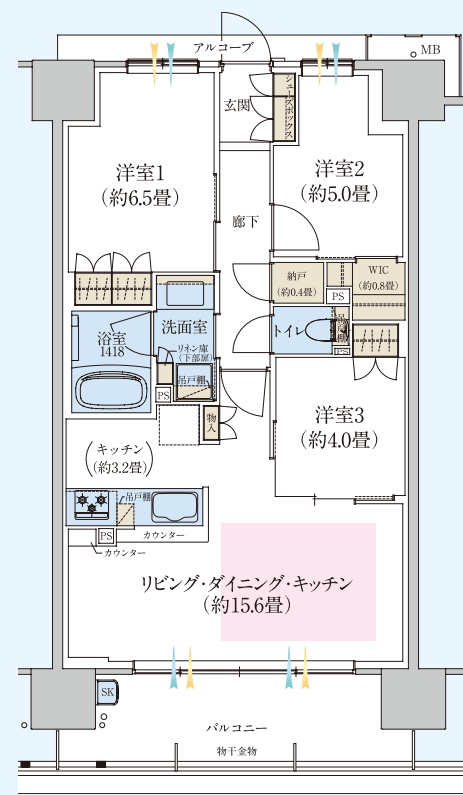 アルコーブ
MB
玄関
シューズボックス
洋室1
(約6.5畳)
洋室2
(約5.0畳)
廊下
納戸
(約0.4畳)
WIC
(約0.8畳)
PS
トイレ
吊戸棚
PS
浴室
1418
洗面室
リネン庫
(下部扉)
吊戸棚
PS
物入
洋室3
(約4.0畳)
キッチン
(約3.2畳)
吊戸棚
PS
カウンター
カウンター
リビング・ダイニング・キッチン
(約15.6畳)
SK
バルコニー
物干金物